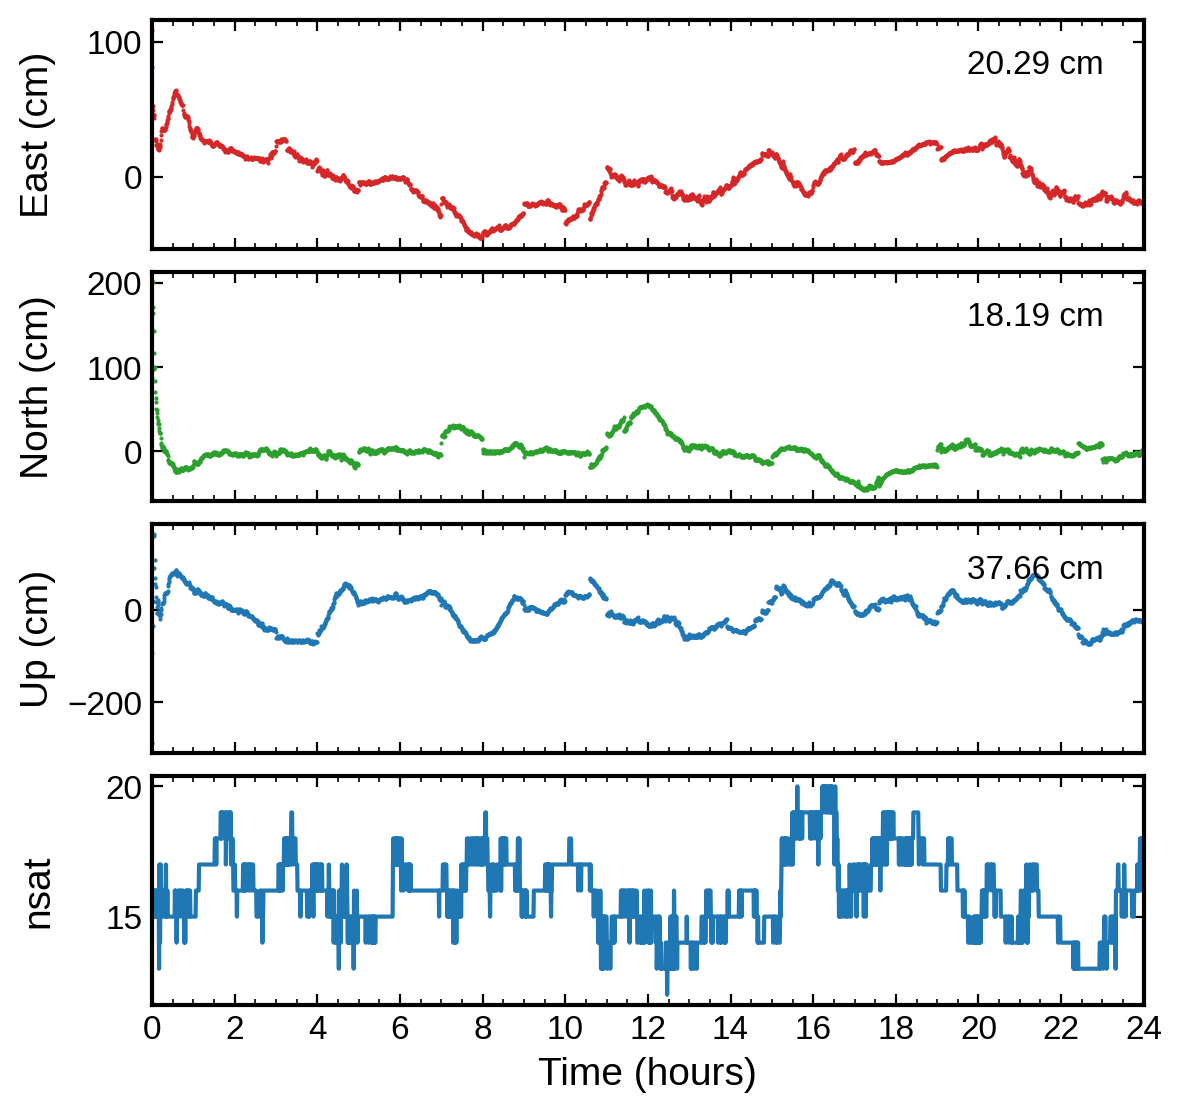 East (cm)
100
0
20.29 cm
North (cm)
200
100
0
18.19 cm
Up (cm)
0
−200
37.66 cm
nsat
20
15
0 2 4 6 8 10 12 14 16 18 20 22 24
Time (hours)